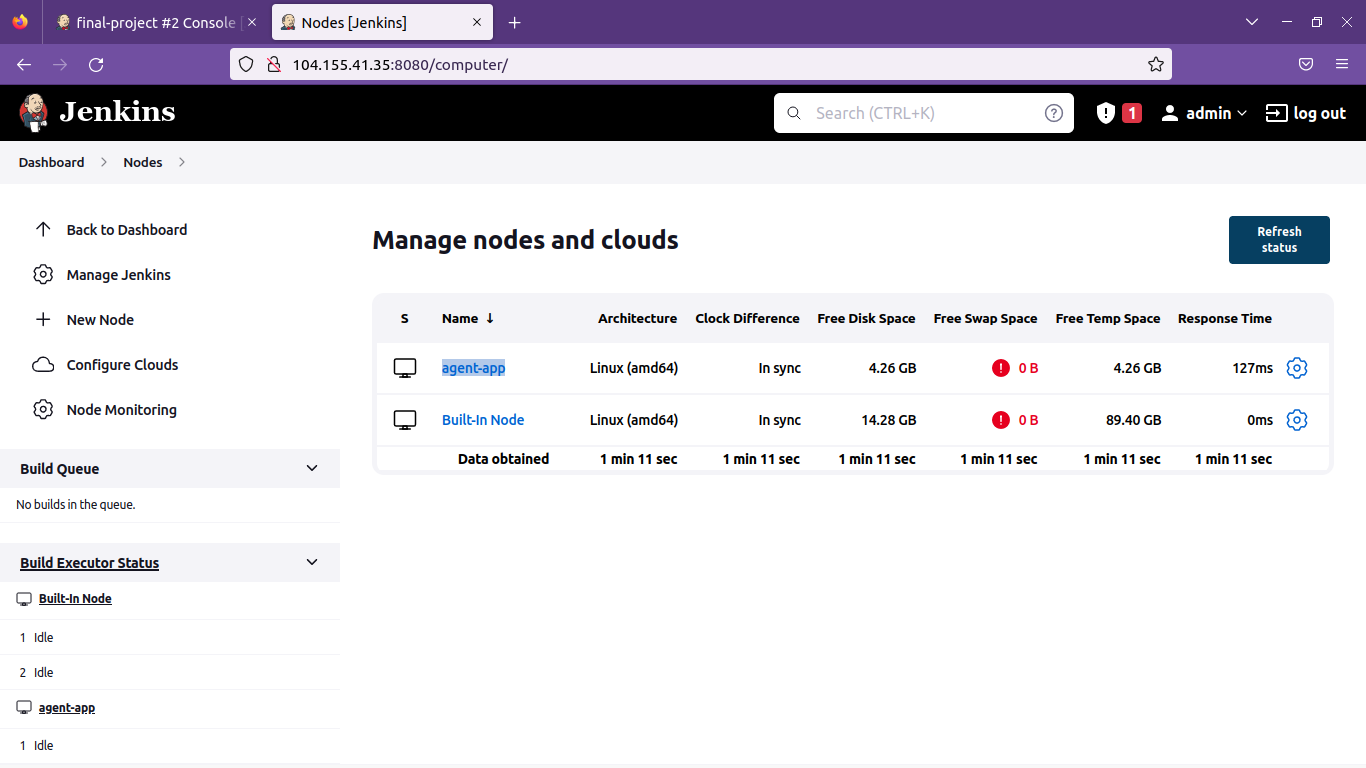 final-project #2 Console [
Nodes [Jenkins]
104.155.41.35:8080/computer/
Jenkins
Search (CTRL+K)
1
admin
log out
Dashboard
Nodes
Back to Dashboard
Manage Jenkins
New Node
Configure Clouds
Node Monitoring
Build Queue
No builds in the queue.
Build Executor Status
Built-In Node
1 Idle
2 Idle
agent-app
1 Idle
Manage nodes and clouds
Refresh
status
S Name ↓ Architecture Clock Difference Free Disk Space Free Swap Space Free Temp Space Response Time
agent-app Linux (amd64) In sync 4.26 GB 0 B 4.26 GB 127ms
Built-In Node Linux (amd64) In sync 14.28 GB 0 B 89.40 GB 0ms
Data obtained 1 min 11 sec 1 min 11 sec 1 min 11 sec 1 min 11 sec 1 min 11 sec 1 min 11 sec